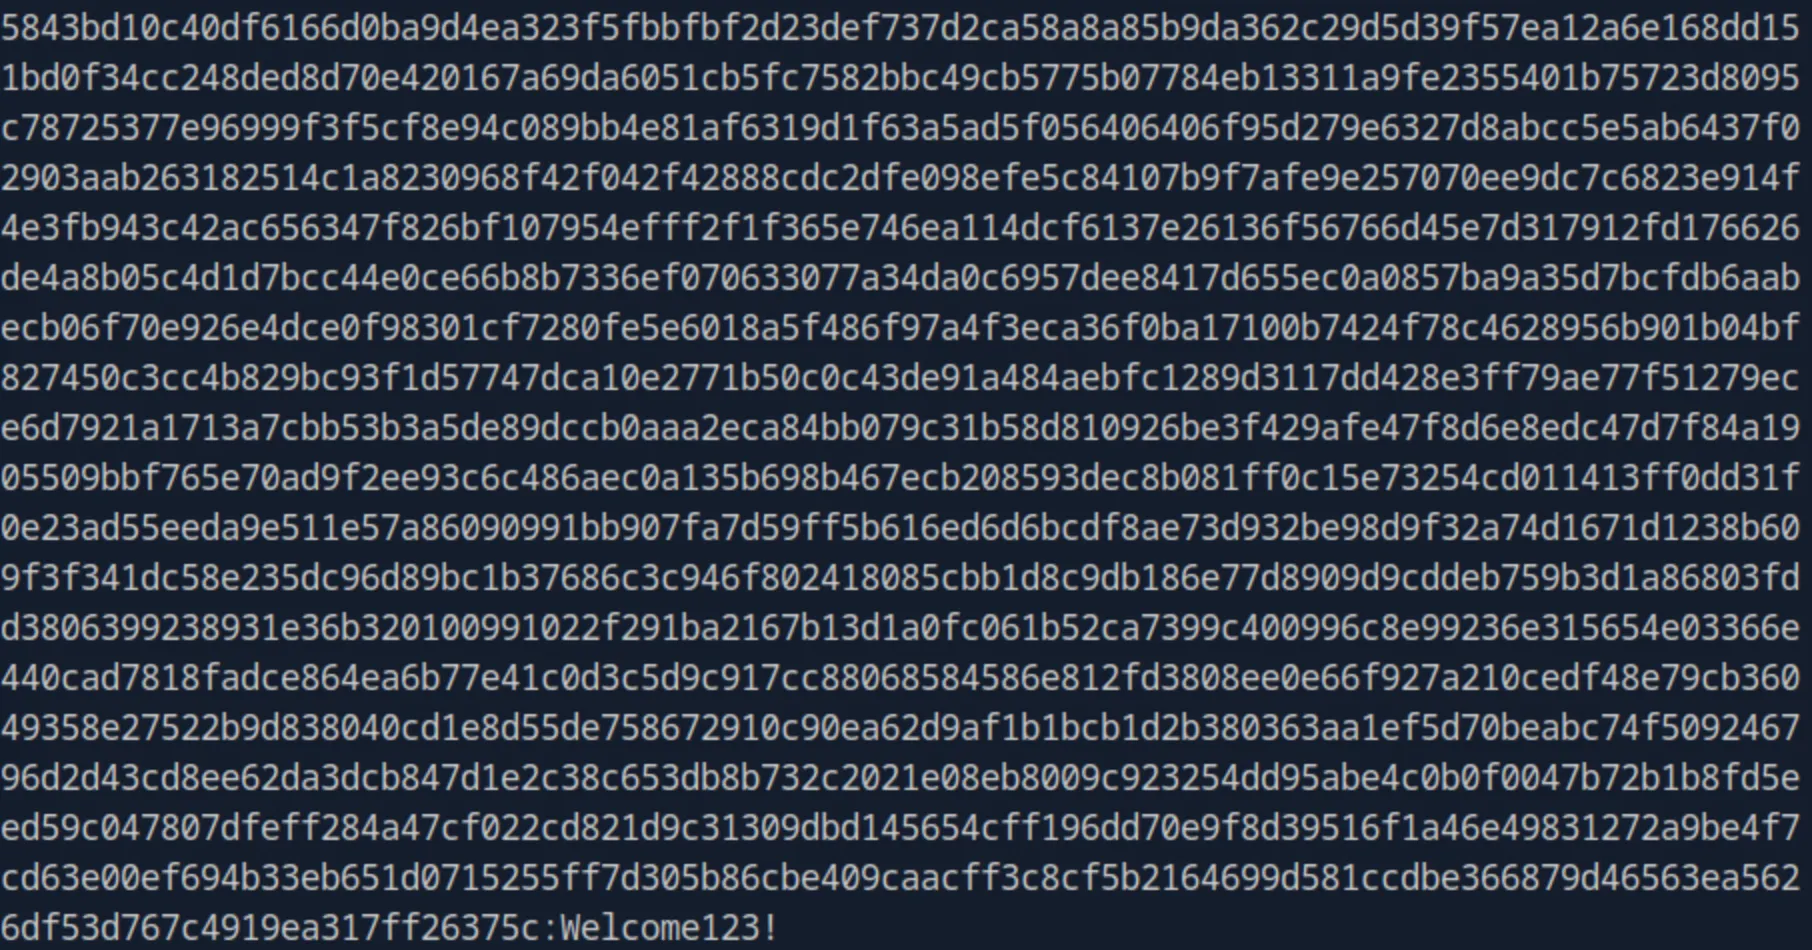 5843bd10c40df6166d0ba9d4ea323f5fbbfbf2d23def737d2ca58a8a85b9da362c29d5d39f57ea12a6e168dd15
1bd0f34cc248ded8d70e420167a69da6051cb5fc7582bbc49cb5775b07784eb13311a9fe2355401b75723d8095
c78725377e96999f3f5cf8e94c089bb4e81af6319d1f63a5ad5f056406406f95d279e6327d8abcc5e5ab6437f0
2903aab263182514c1a8230968f42f042f42888cdc2dfe098efe5c84107b9f7afe9e257070ee9dc7c6823e914f
4e3fb943c42ac656347f826bf107954efff2f1f365e746ea114dcf6137e26136f56766d45e7d317912fd176626
de4a8b05c4d1d7bcc44e0ce66b8b7336ef070633077a34da0c6957dee8417d655ec0a0857ba9a35d7bcfdb6aab
ecb06f70e926e4dce0f98301cf7280fe5e6018a5f486f97a4f3eca36f0ba17100b7424f78c4628956b901b04bf
827450c3cc4b829bc93f1d57747dca10e2771b50c0c43de91a484aebfc1289d3117dd428e3ff79ae77f51279ec
e6d7921a1713a7cbb53b3a5de89dccb0aaa2eca84bb079c31b58d810926be3f429afe47f8d6e8edc47d7f84a19
05509bbf765e70ad9f2ee93c6c486aec0a135b698b467ecb208593dec8b081ff0c15e73254cd011413ff0dd31f
0e23ad55eeda9e511e57a86090991bb907fa7d59ff5b616ed6d6bcdf8ae73d932be98d9f32a74d1671d1238b60
9f3f341dc58e235dc96d89bc1b37686c3c946f802418085cbb1d8c9db186e77d8909d9cddeb759b3d1a86803fd
d3806399238931e36b320100991022f291ba2167b13d1a0fc061b52ca7399c400996c8e99236e315654e03366e
440cad7818fadce864ea6b77e41c0d3c5d9c917cc88068584586e812fd3808ee0e66f927a210cedf48e79cb360
49358e27522b9d838040cd1e8d55de758672910c90ea62d9af1b1bcb1d2b380363aa1ef5d70beabc74f5092467
96d2d43cd8ee62da3dcb847d1e2c38c653db8b732c2021e08eb8009c923254dd95abe4c0b0f0047b72b1b8fd5e
ed59c047807dfeff284a47cf022cd821d9c31309dbd145654cff196dd70e9f8d39516f1a46e49831272a9be4f7
cd63e00ef694b33eb651d0715255ff7d305b86cbe409caacff3c8cf5b2164699d581ccdbe366879d46563ea562
6df53d767c4919ea317ff26375c:Welcome123!